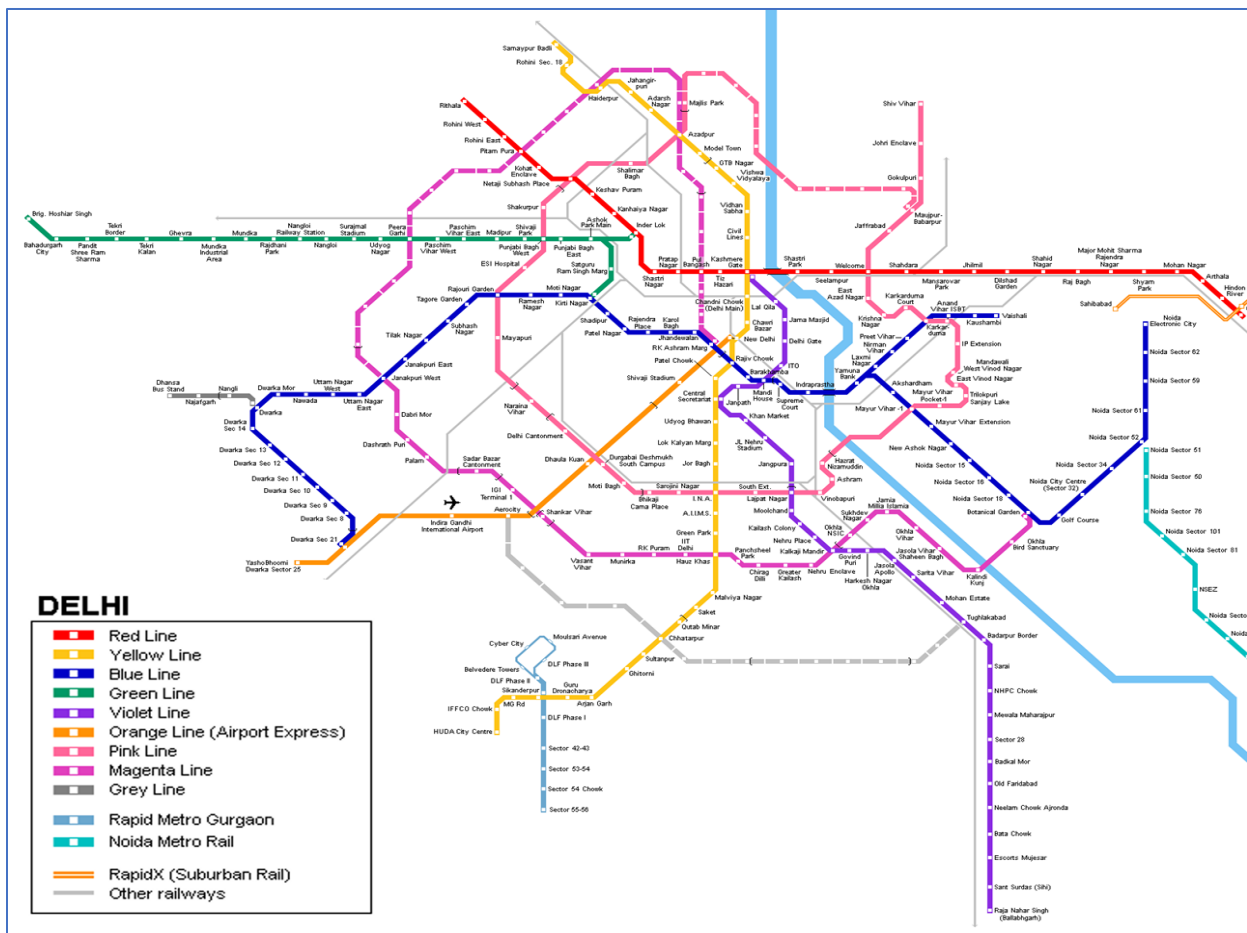 Samaypur Badli
Rohini Sec. 18
Haiderpur
Jahangir-
puri
Adarsh
Nagar
Majlis Park
Azadpur
Model Town
GTB Nagar
Vishwa
Vidyalaya
Vidhan
Sabha
Civil
Lines
Kashmere
Gate
Rithala
Rohini West
Rohini East
Pitam Pura
Kohat
Enclave
Netaji Subhash Place
Keshav Puram
Kanhaiya Nagar
Inder Lok
Shalimar
Bagh
Shakurpur
Shiv Vihar
Johri Enclave
Gokulpuri
Maujpur-
Babarpur
Jaffrabad
Brig. Hoshiar Singh
Bahadurgarh
City
Pandit
Shree Ram
Sharma
Tekri
Border
Tekri
Kalan
Ghevra
Mundka
Industrial
Area
Mundka
Rajdhani
Park
Nangloi
Railway Station
Nangloi
Surajmal
Stadium
Udyog
Nagar
Peera
Garhi
Paschim
Vihar West
Paschim
Vihar East
Madipur
Shivaji
Park
Punjabi Bagh
West
Punjabi Bagh
East
Ashok
Park Main
Satguru
Ram Singh Marg
ESI Hospital
Shastri
Nagar
Pratap
Nagar
Pul
Bangash
Tiz
Hazari
Shastri
Park
Seelampur
Welcome
Shahdara
Mansarovar
Park
Jhilmil
Dilshad
Garden
Shahid
Nagar
Raj Bagh
Major Mohit Sharma
Rajendra
Nagar
Shyam
Park
Mohan Nagar
Arthala
Hindon
River
Sahibabad
East
Azad Nagar
Krishna
Nagar
Karkarduma
Court
Karkar-
duma
Anand
Vihar ISBT
Kaushambi
Vaishali
Preet Vihar
Nirman
Vihar
Laxmi
Nagar
Yamuna
Bank
IP Extension
Mandawali
West Vinod Nagar
East Vinod Nagar
Trilokpuri
Sanjay Lake
Mayur Vihar
Pocket-1
Akshardham
Mayur Vihar -1
Mayur Vihar Extension
New Ashok Nagar
Noida Sector 15
Noida Sector 16
Noida Sector 18
Botanical Garden
Golf Course
Noida City Centre
(Sector 32)
Noida Sector 34
Noida Sector 52
Noida Sector 61
Noida Sector 59
Noida Sector 62
Noida
Electronic City
Noida Sector 51
Noida Sector 50
Noida Sector 76
Noida Sector 101
Noida Sector 81
NSEZ
Noida Sector
Noida
Rajouri Garden
Tagore Garden
Subhash
Nagar
Tilak Nagar
Janakpuri East
Janakpuri West
Uttam Nagar
East
Uttam Nagar
West
Nawada
Dwarka Mor
Dwarka
Dhansa
Bus Stand
Najafgarh
Nangli
Dwarka
Sec 14
Dwarka Sec 13
Dwarka Sec 12
Dwarka Sec 11
Dwarka Sec 10
Dwarka Sec 9
Dwarka Sec 8
Dwarka Sec 21
YashoBhoomi
Dwarka Sector 25
Ramesh
Nagar
Moti Nagar
Kirti Nagar
Shadipur
Patel Nagar
Rajendra
Place
Karol
Bagh
Jhandewalan
RK Ashram Marg
Chandni Chowk
(Delhi Main)
Chawri
Bazar
New Delhi
Rajiv Chowk
Patel Chowk
Barakhamba
Mandi
House
Supreme
Court
Indraprastha
Lal Qila
Jama Masjid
Delhi Gate
ITO
Janpath
Central
Secretariat
Khan Market
Udyog Bhawan
Lok Kalyan Marg
Jor Bagh
JL Nehru
Stadium
Jangpura
Shivaji Stadium
Mayapuri
Naraina
Vihar
Delhi Cantonment
Dhaula Kuan
Durgabai Deshmukh
South Campus
Moti Bagh
Bhikaji
Cama Place
Sarojini Nagar
I.N.A.
South Ext.
Lajpat Nagar
Vinobapuri
Ashram
Hazrat
Nizamuddin
Dabri Mor
Dashrath Puri
Palam
Sadar Bazar
Cantonment
IGI
Terminal 1
Aerocity
Shankar Vihar
Indira Gandhi
International Airport
Vasant
Vihar
Munirka
RK Puram
IIT
Delhi
Haus Khas
Panchsheel
Park
Chirag
Dilli
Greater
Kailash
Nehru Enclave
Kalkaji Mandir
Nehru Place
Kailash Colony
Moolchand
A.I.I.M.S.
Green Park
Okhla
NSIC
Govind
Puri
Harkesh Nagar
Okhla
Sukhdev
Nagar
Jamia
Millia Islamia
Okhla
Vihar
Jasola Vihar
Shaheen Bagh
Kalindi
Kunj
Okhla
Bird Sanctuary
Jasola
Apollo
Sarita Vihar
Mohan Estate
Tughlakabad
Badarpur Border
Sarai
NHPC Chowk
Mewala Maharajpur
Sector 28
Badkal Mor
Old Faridabad
Neelam Chowk Ajronda
Bata Chowk
Escorts Mujesar
Sant Surdas (Sihi)
Raja Nahar Singh
(Ballabhgarh)
Malviya Nagar
Saket
Qutab Minar
Chhatarpur
Sultanpur
Ghitorni
Arjan Garh
Guru
Dronacharya
Sikanderpur
MG Rd
IFFCO Chowk
HUDA City Centre
Cyber City
Moulsari Avenue
Belvedere Towers
DLF Phase III
DLF Phase II
DLF Phase I
Sector 42-43
Sector 53-54
Sector 54 Chowk
Sector 55-56
DELHI
Red Line
Yellow Line
Blue Line
Green Line
Violet Line
Orange Line (Airport Express)
Pink Line
Magenta Line
Grey Line
Rapid Metro Gurgaon
Noida Metro Rail
RapidX (Suburban Rail)
Other railways